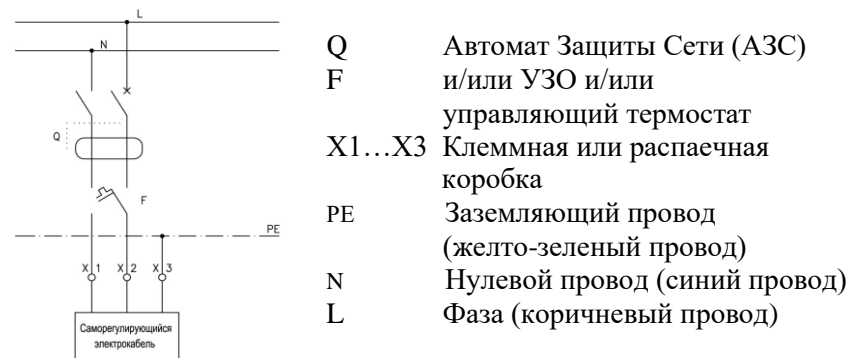 L
N
Q
F
PE
X 1 X 2 X 3
Саморегулирующийся
электрокабель
Q Автомат Защиты Сети (АЗС)
F и/или УЗО и/или
управляющий термостат
X1…X3 Клеммная или распаечная
коробка
PE Заземляющий провод
(желто-зеленый провод)
N Нулевой провод (синий провод)
L Фаза (коричневый провод)